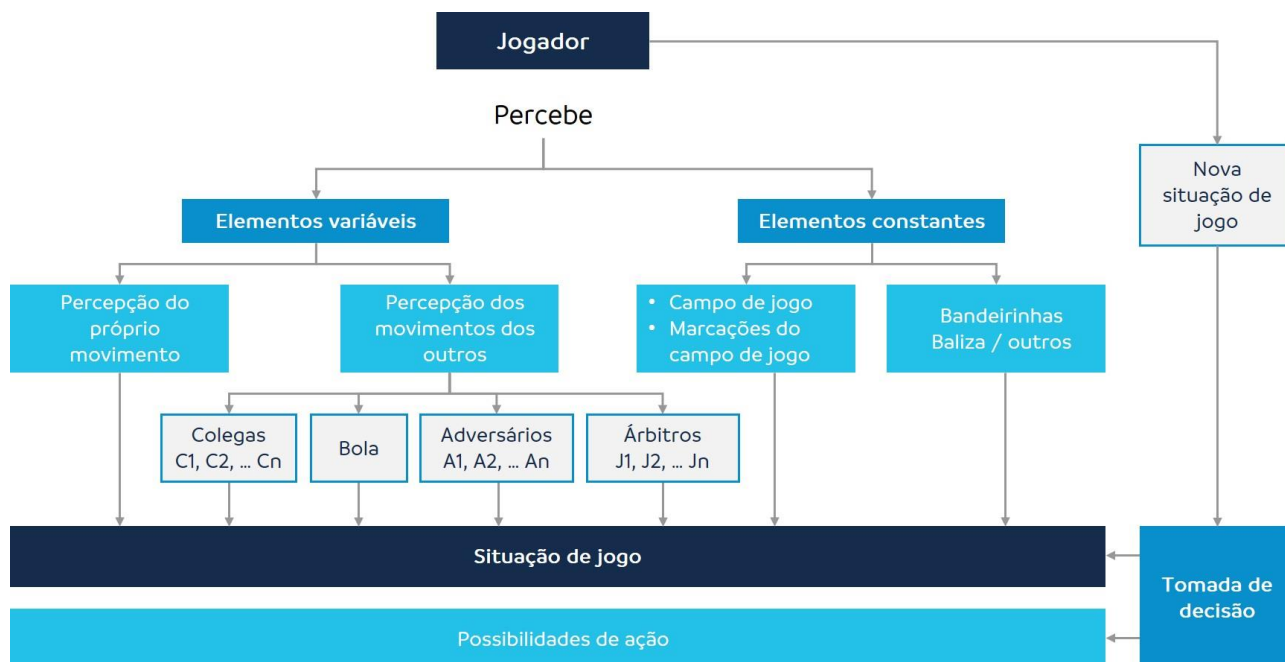 Jogador
Percebe
Nova
situação de
jogo
Elementos variáveis
Elementos constantes
Percepção do
próprio
movimento
Percepção dos
movimentos dos
outros
• Campo de jogo
• Marcações do
campo de jogo
Bandeirinhas
Baliza / outros
Colegas
C1, C2, ... Cn
Bola
Adversários
A1, A2, ... An
Árbitros
J1, J2, ... Jn
Situação de jogo
Tomada de
decisão
Possibilidades de ação